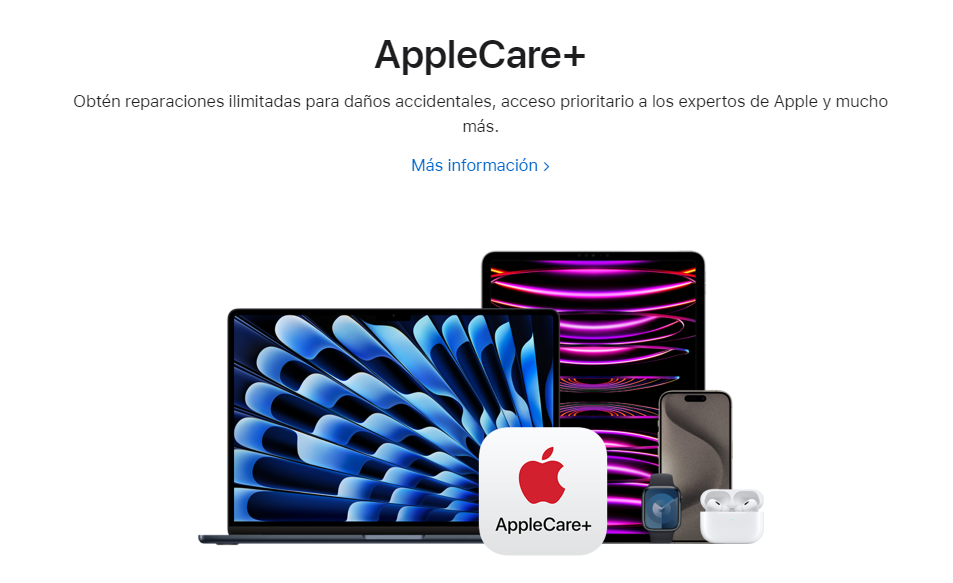 AppleCare+
Obtén reparaciones ilimitadas para daños accidentales, acceso prioritario a los expertos de Apple y mucho
más.
Más información >
AppleCare+